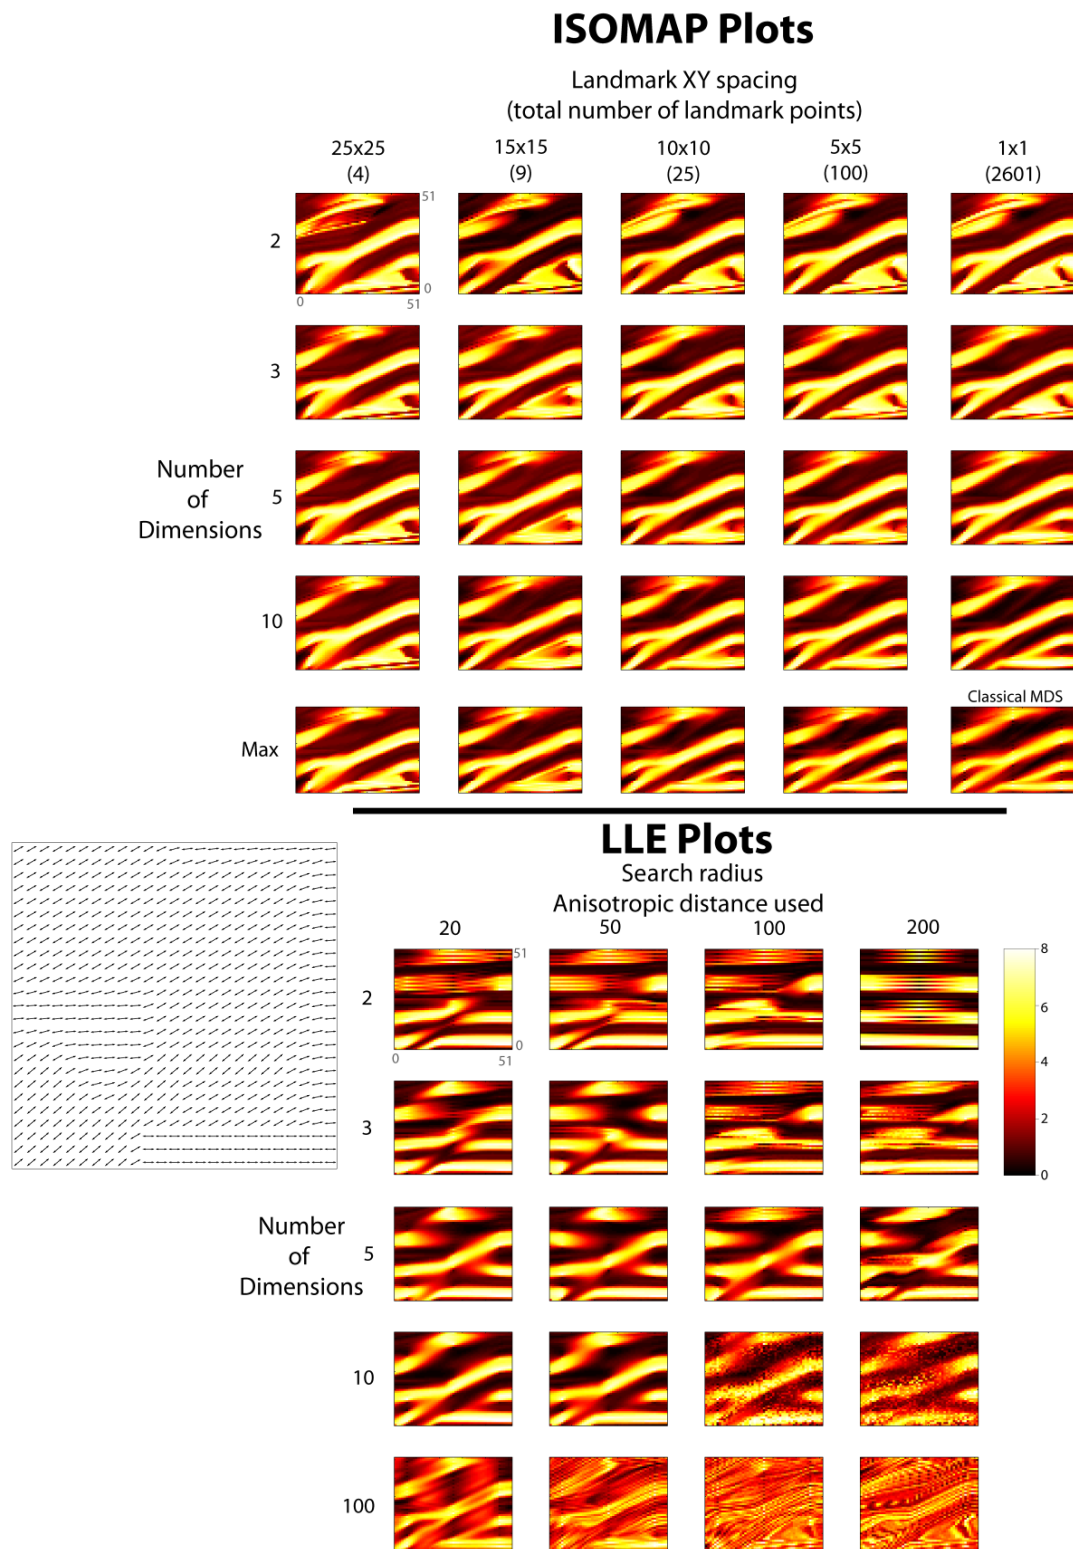 ISOMAP Plots
Landmark XY spacing
(total number of landmark points)
25x25 15x15 10x10 5x5 1x1
(4) (9) (25) (100) (2601)
51
2
0
0 51
3
Number
of
Dimensions
5
10
Classical MDS
Max
LLE Plots
Search radius
Anisotropic distance used
20 50 100 200
51 8
2
6
0
0 51
4
3
2
0
Number
of
Dimensions
5
10
100